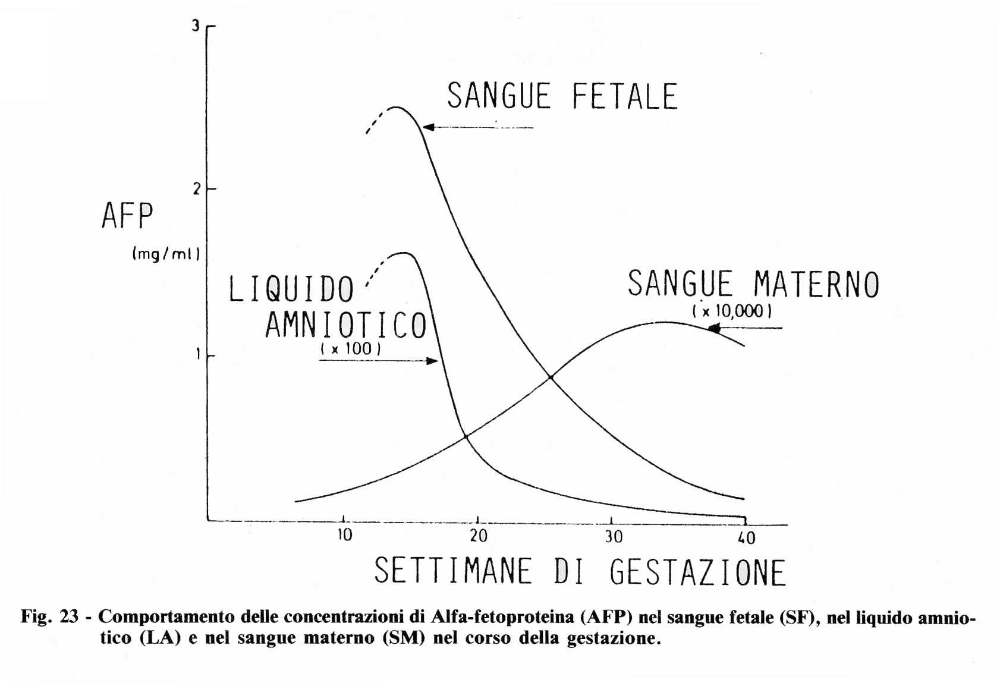 3
SANGUE FETALE
2
AFP
(mg/ml)
LIQUIDO
AMNIOTICO
(x 100)
SANGUE MATERNO
(x 10,000)
1
10 20 30 40
SETTIMANE DI GESTAZIONE
Fig. 23 - Comportamento delle concentrazioni di Alfa-fetoproteina (AFP) nel sangue fetale (SF), nel liquido amnio-
tico (LA) e nel sangue materno (SM) nel corso della gestazione.